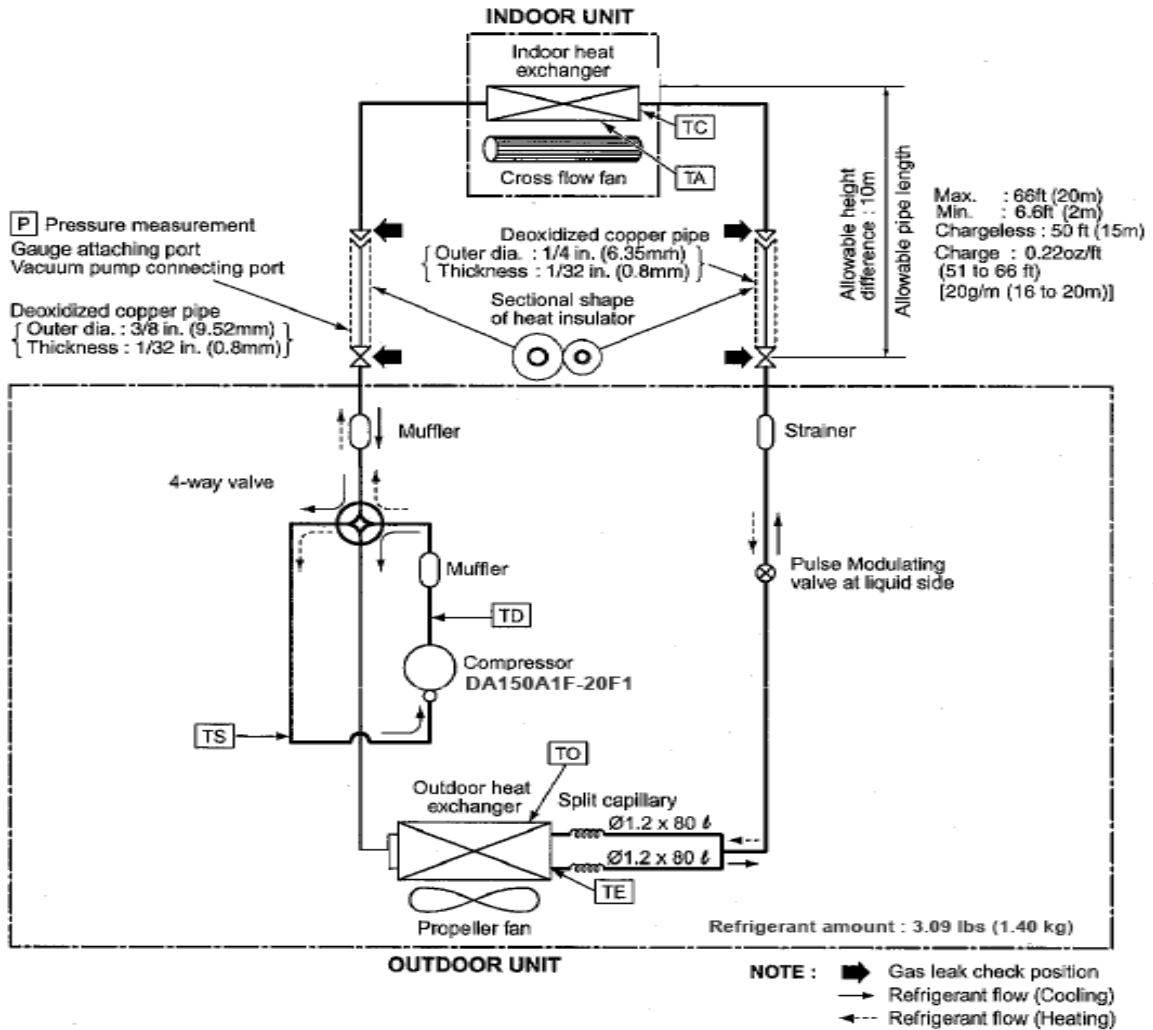 INDOOR UNIT
Indoor heat
exchanger
TC
Cross flow fan
TA
P Pressure measurement
Gauge attaching port
Vacuum pump connecting port
Deoxidized copper pipe
Outer dia. : 3/8 in. (9.52mm)
Thickness : 1/32 in. (0.8mm)
Deoxidized copper pipe
Outer dia. : 1/4 in. (6.35mm)
Thickness : 1/32 in. (0.8mm)
Sectional shape
of heat insulator
Allowable height
difference : 10m
Allowable pipe length
Max. : 66ft (20m)
Min. : 6.6ft (2m)
Chargeless : 50 ft (15m)
Charge : 0.22oz/ft
(51 to 66 ft)
[20g/m (16 to 20m)]
Muffler
Strainer
4-way valve
Muffler
Pulse Modulating
valve at liquid side
TD
Compressor
DA150A1F-20F1
TS
TO
Outdoor heat
exchanger
Split capillary
Ø1.2 x 80 ℓ
Ø1.2 x 80 ℓ
TE
Propeller fan
Refrigerant amount : 3.09 lbs (1.40 kg)
OUTDOOR UNIT
NOTE :
Gas leak check position
Refrigerant flow (Cooling)
Refrigerant flow (Heating)